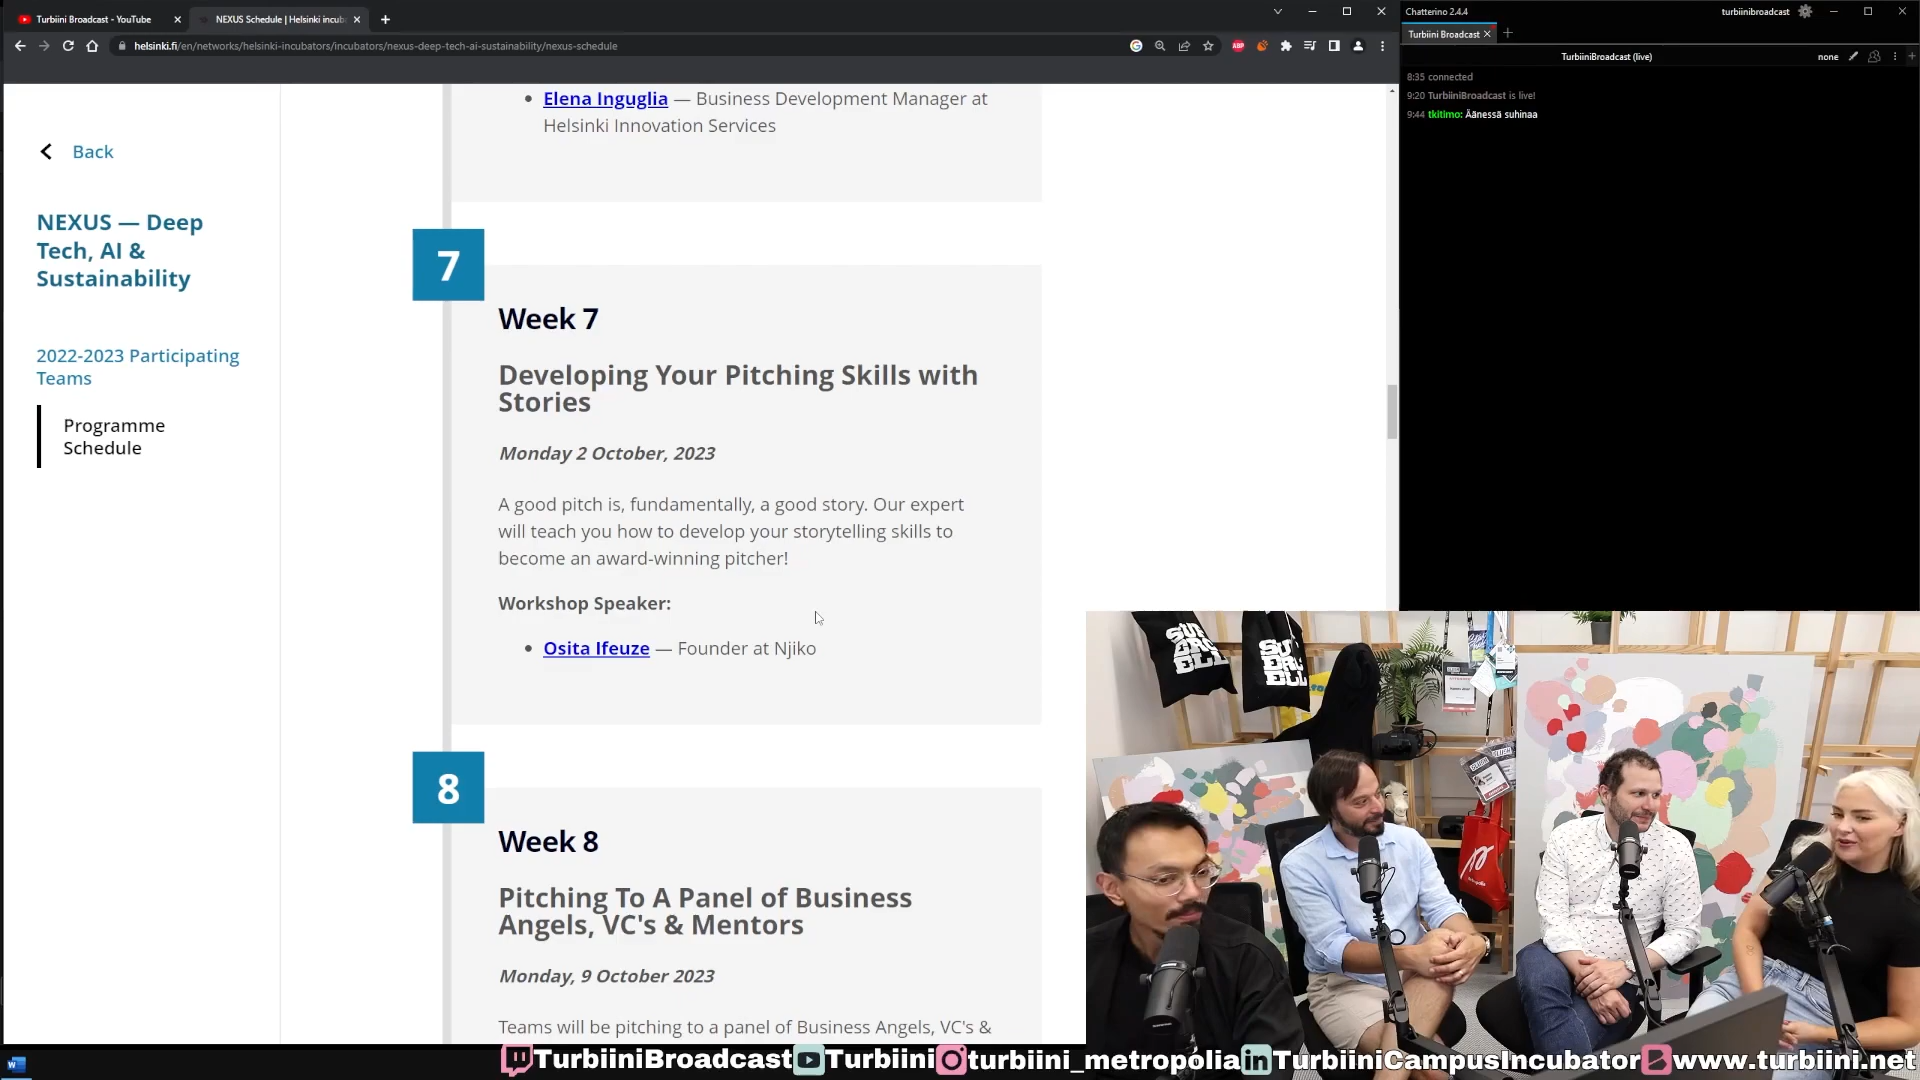 Turbiini Broadcast - YouTube
NEXUS Schedule | Helsinki incub
helsinki.fi/en/networks/helsinki-incubators/incubators/nexus-deep-tech-ai-sustainability/nexus-schedule
ABP
Back
NEXUS — Deep
Tech, AI &
Sustainability
2022-2023 Participating
Teams
Programme
Schedule
Elena Inguglia — Business Development Manager at
Helsinki Innovation Services
7
Week 7
Developing Your Pitching Skills with
Stories
Monday 2 October, 2023
A good pitch is, fundamentally, a good story. Our expert
will teach you how to develop your storytelling skills to
become an award-winning pitcher!
Workshop Speaker:
Osita Ifeuze — Founder at Njiko
8
Week 8
Pitching To A Panel of Business
Angels, VC's & Mentors
Monday, 9 October 2023
Teams will be pitching to a panel of Business Angels, VC's &
Chatterino 2.4.4
turbiinibroadcast
Turbiini Broadcast
TurbiiniBroadcast (live)
none
8:35 connected
9:20 TurbiiniBroadcast is live!
9:44 tkitimo: Äänessä suhinaa
SUP
ERC
ELL
SUP
ERC
ELL
TurbiiniBroadcast Turbiini turbiini_metropolia TurbiiniCampusIncubator www.turbiini.net